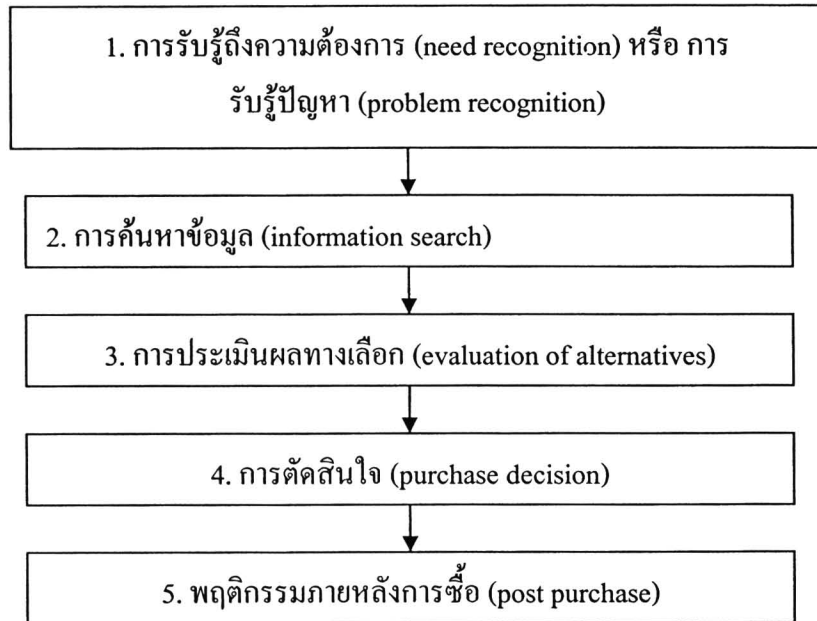 1. การรับรู้ถึงความต้องการ (need recognition) หรือ การ
รับรู้ปัญหา (problem recognition)
2. การค้นหาข้อมูล (information search)
3. การประเมินผลทางเลือก (evaluation of alternatives)
4. การตัดสินใจ (purchase decision)
5. พฤติกรรมภายหลังการซื้อ (post purchase)